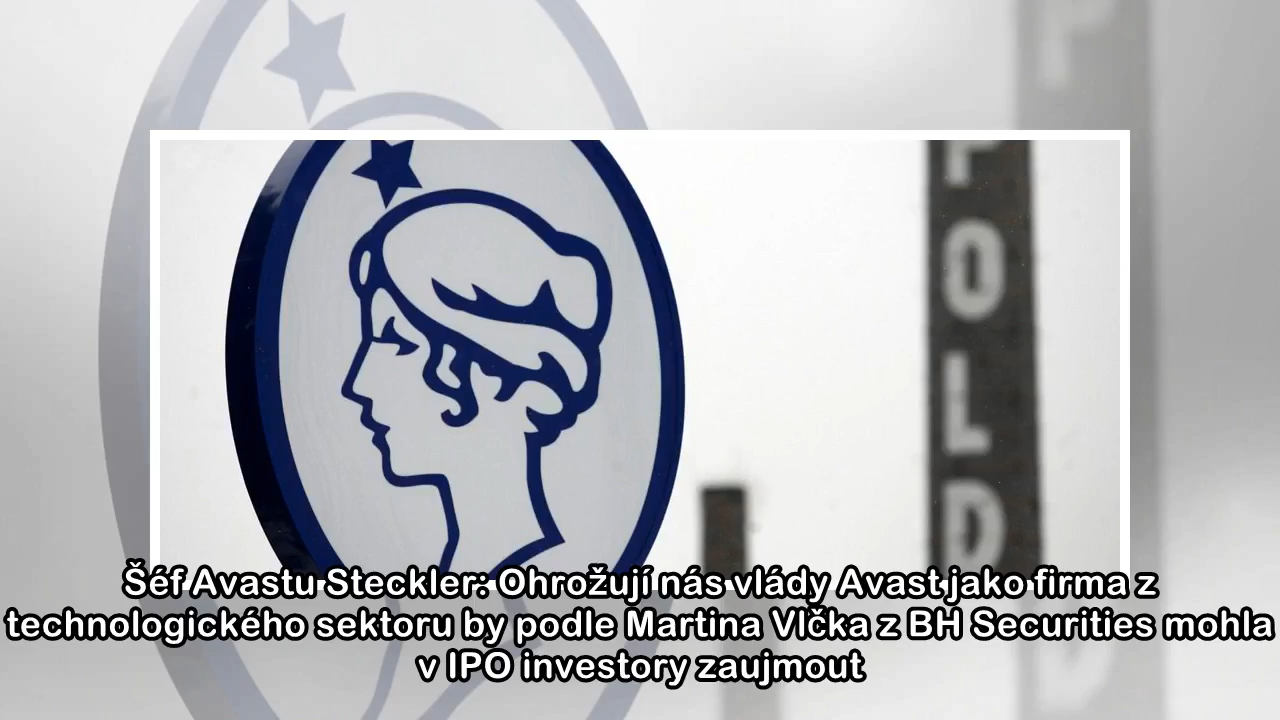 POLD
Šéf Avastu Steckler: Ohrožují nás vlády Avast jako firma z
technologického sektoru by podle Martina Vlčka z BH Securities mohla
v IPO investory zaujmout